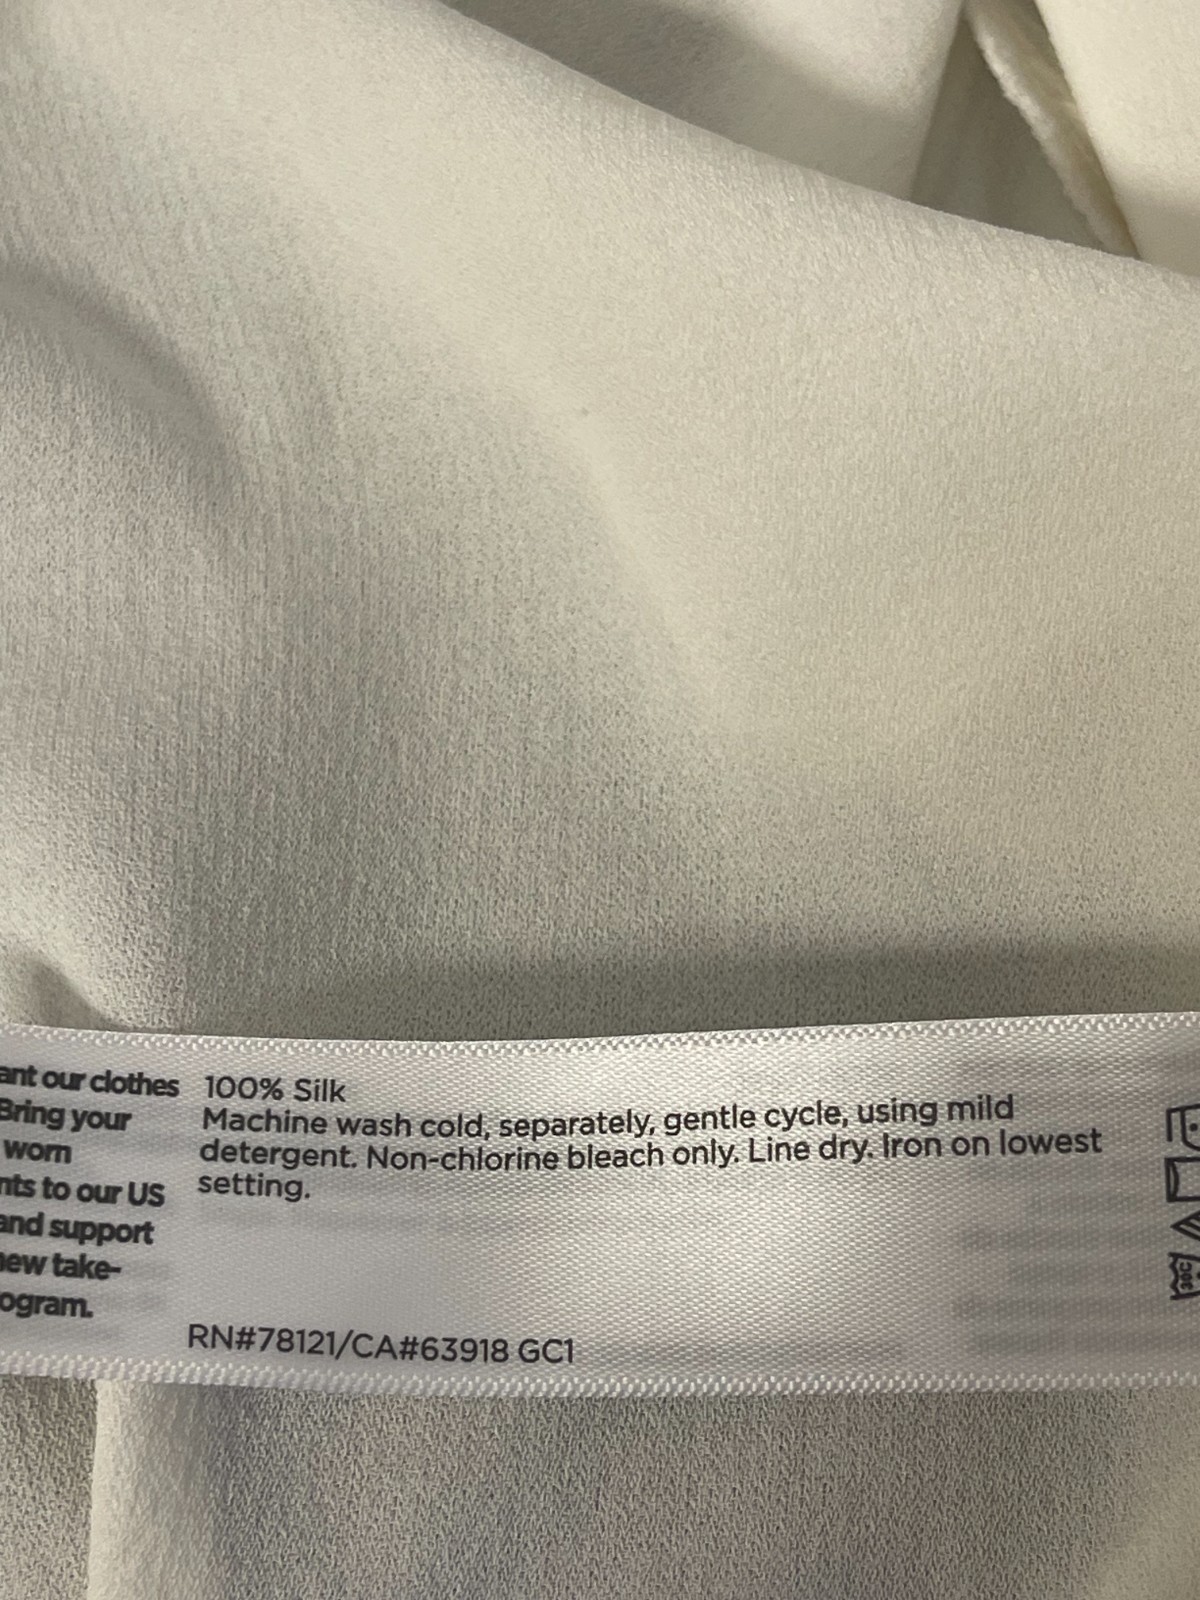 ant our clothes
Bring your
worn
nts to our US
and support
new take-
ogram.
100% Silk
Machine wash cold, separately, gentle cycle, using mild
detergent. Non-chlorine bleach only. Line dry. Iron on lowest
setting.
RN#78121/CA#63918 GC1
30C